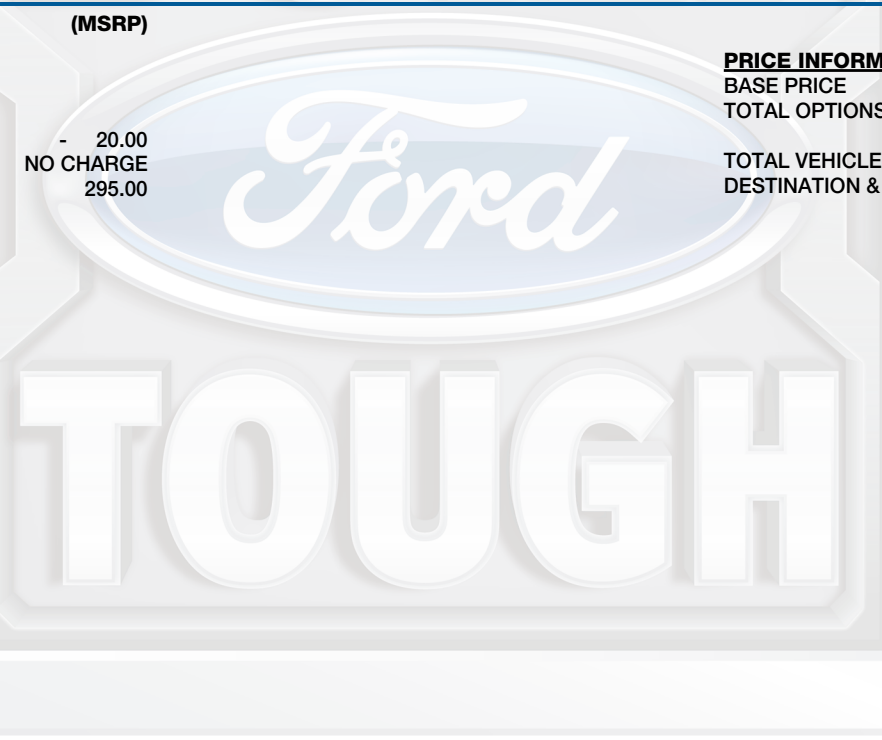 (MSRP)
- 20.00
NO CHARGE
295.00
PRICE INFORM
BASE PRICE
TOTAL OPTIONS
TOTAL VEHICLE
DESTINATION &
Ford
TOUGH